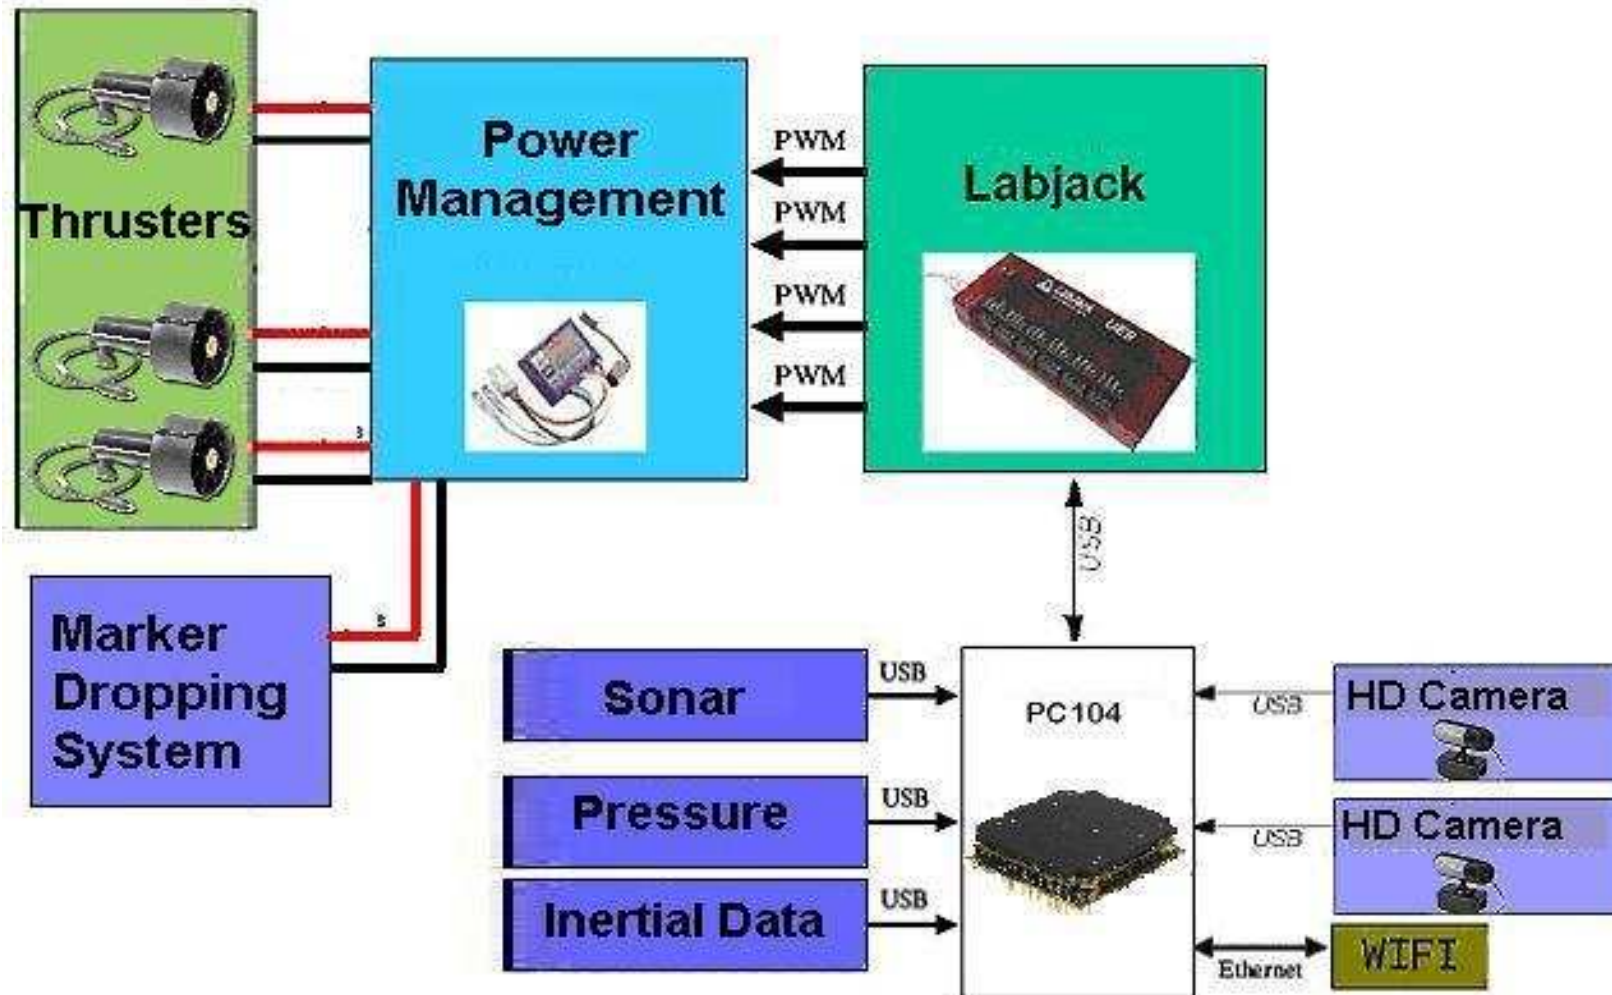 Thrusters
Power
Management
PWM
PWM
PWM
PWM
Labjack
USB
Marker
Dropping
System
Sonar
USB
Pressure
USB
Inertial Data
USB
PC104
USB
HD Camera
USB
HD Camera
Ethernet
WIFI